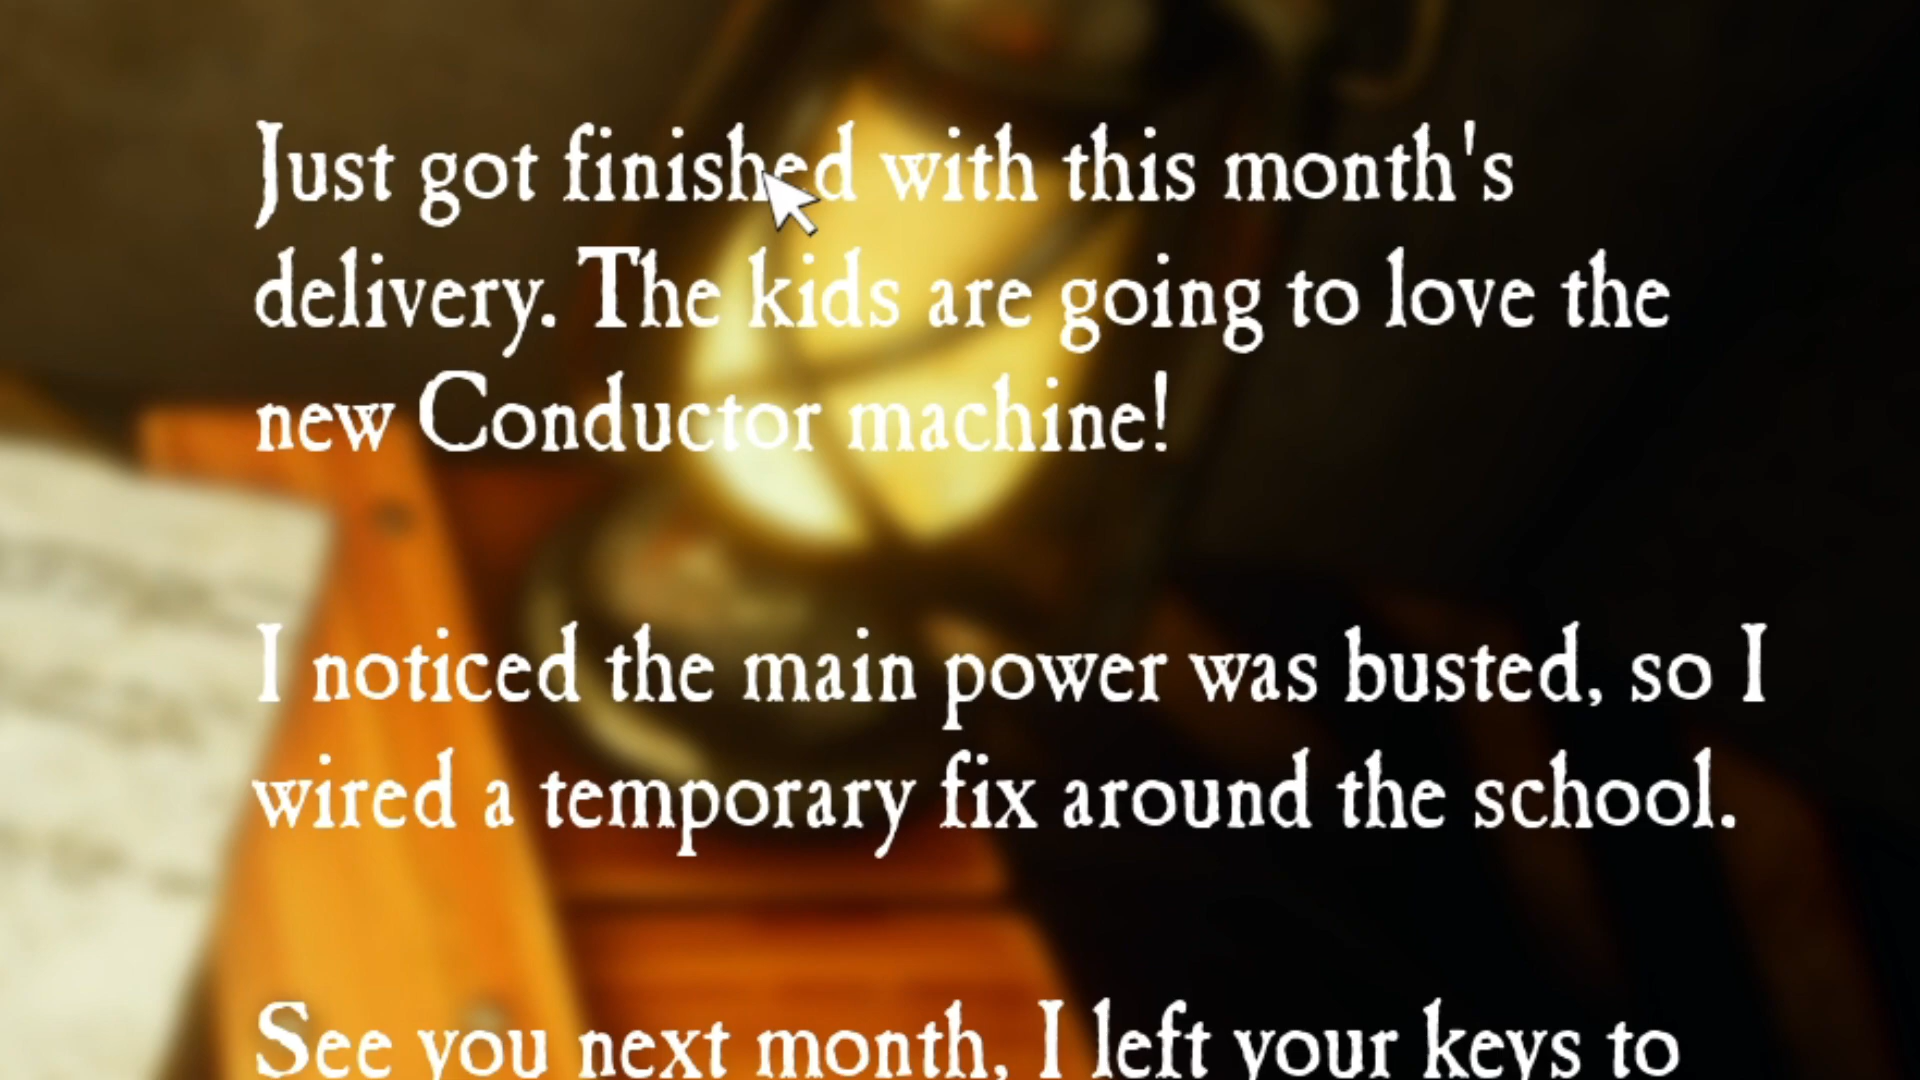 Just got finished with this month's
delivery. The kids are going to love the
new Conductor machine!
I noticed the main power was busted, so I
wired a temporary fix around the school.
See you next month, I left your keys to